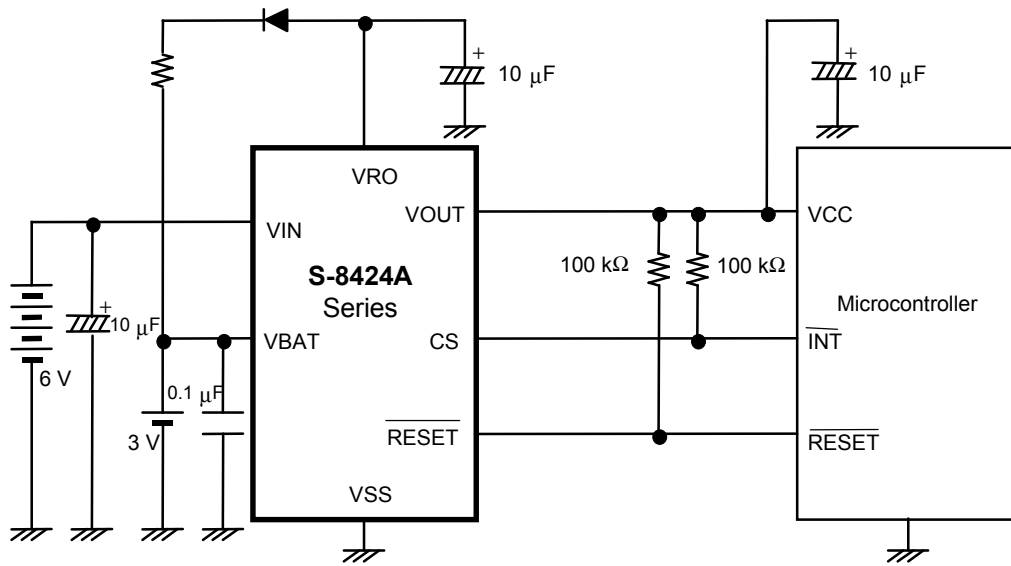 +
10 μF
+
10 μF
VRO
VOUT
VCC
VIN
S-8424A
Series
100 kΩ
100 kΩ
Microcontroller
+
10 μF
VBAT
CS
INT
6 V
0.1 μF
3 V
RESET
RESET
VSS